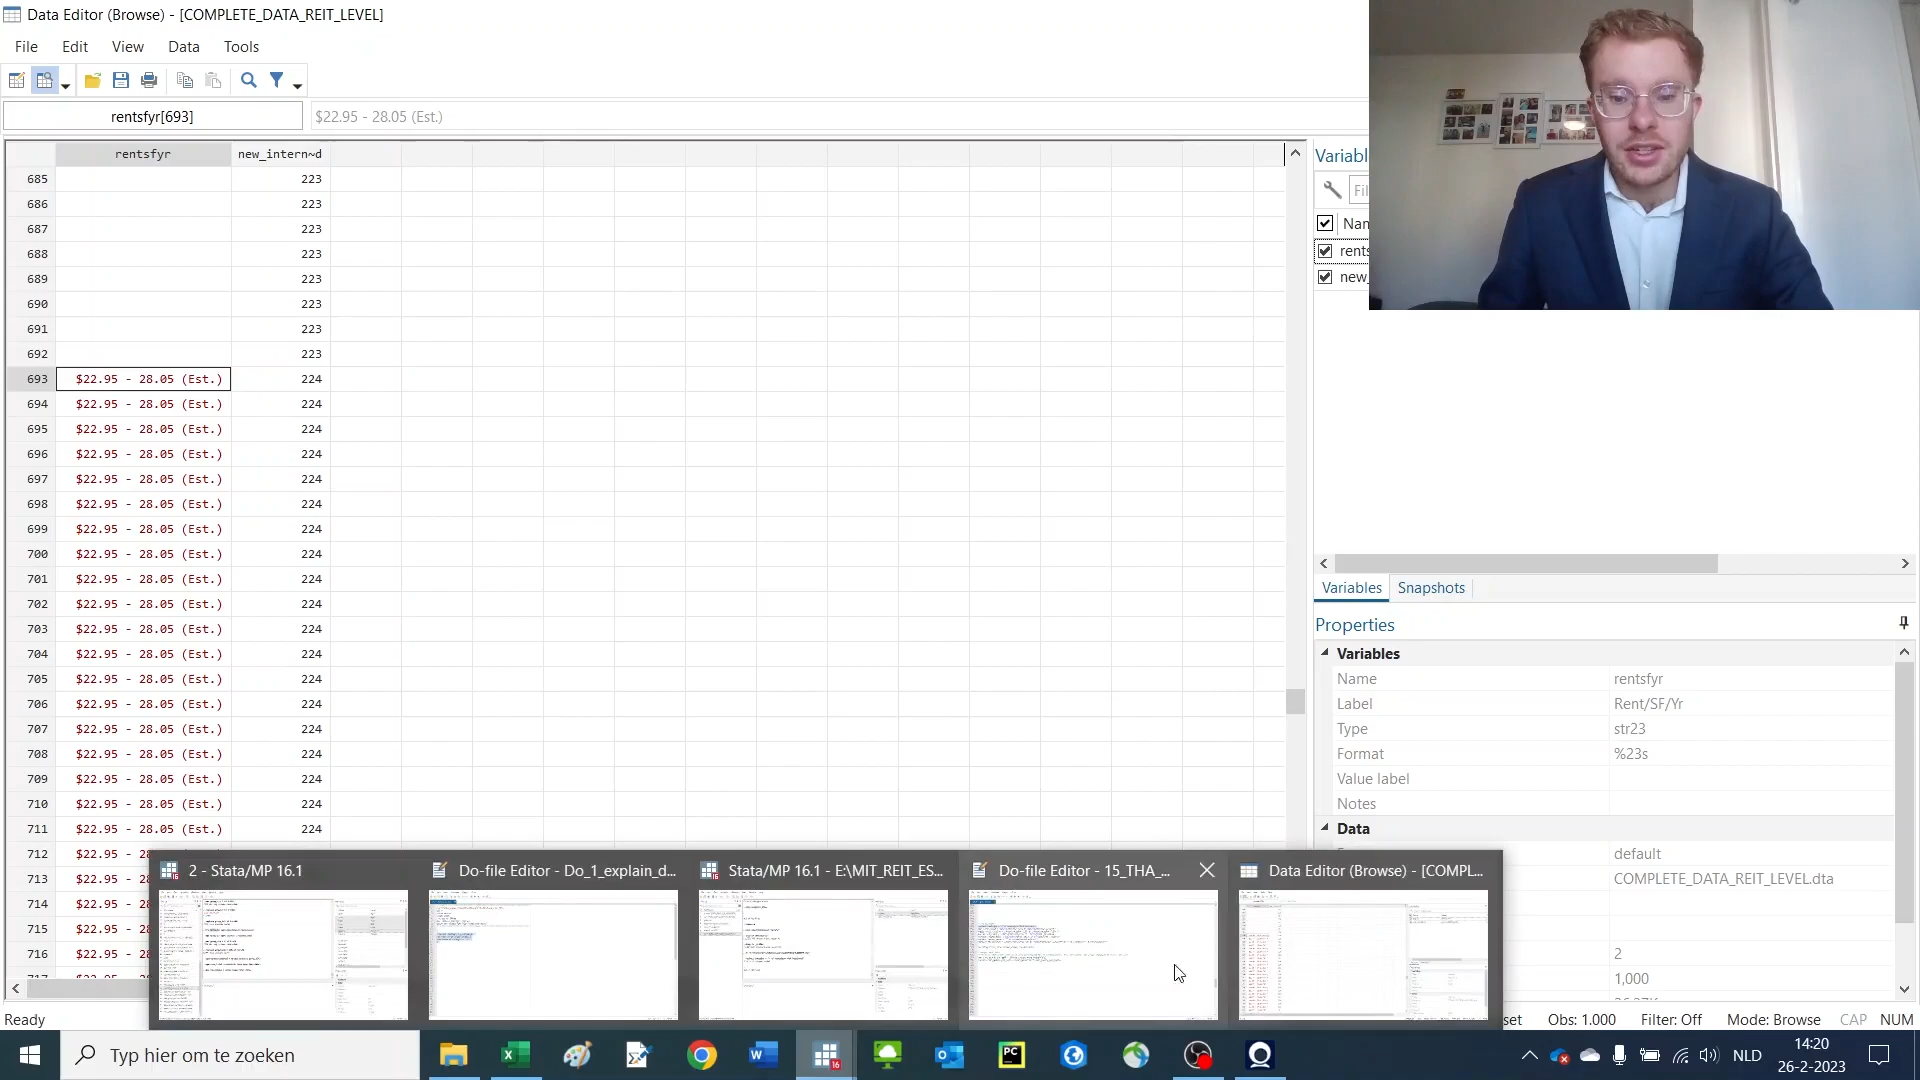 Data Editor (Browse) - [COMPLETE_DATA_REIT_LEVEL]
File Edit View Data Tools
rentsfyr[693] $22.95 - 28.05 (Est.)
rentsfyr new_intern~d
685 223
686 223
687 223
688 223
689 223
690 223
691 223
692 223
693 $22.95 - 28.05 (Est.) 224
694 $22.95 - 28.05 (Est.) 224
695 $22.95 - 28.05 (Est.) 224
696 $22.95 - 28.05 (Est.) 224
697 $22.95 - 28.05 (Est.) 224
698 $22.95 - 28.05 (Est.) 224
699 $22.95 - 28.05 (Est.) 224
700 $22.95 - 28.05 (Est.) 224
701 $22.95 - 28.05 (Est.) 224
702 $22.95 - 28.05 (Est.) 224
703 $22.95 - 28.05 (Est.) 224
704 $22.95 - 28.05 (Est.) 224
705 $22.95 - 28.05 (Est.) 224
706 $22.95 - 28.05 (Est.) 224
707 $22.95 - 28.05 (Est.) 224
708 $22.95 - 28.05 (Est.) 224
709 $22.95 - 28.05 (Est.) 224
710 $22.95 - 28.05 (Est.) 224
711 $22.95 - 28.05 (Est.) 224
712 $22.95
713 $22.95
714 $22.95
715 $22.95
716 $22.95
Variabl
Fil
Nam
rents
new_
Variables Snapshots
Properties
Variables
Name rentsfyr
Label Rent/SF/Yr
Type str23
Format %23s
Value label
Notes
Data
default
COMPLETE_DATA_REIT_LEVEL.dta
2
1,000
2 - Stata/MP 16.1
Do-file Editor - Do_1_explain_d...
Stata/MP 16.1 - E:\MIT_REIT_ES...
Do-file Editor - 15_THA_...
Data Editor (Browse) - [COMPL...
Ready
set Obs: 1.000 Filter: Off Mode: Browse CAP NUM
Typ hier om te zoeken
NLD
14:20
26-2-2023